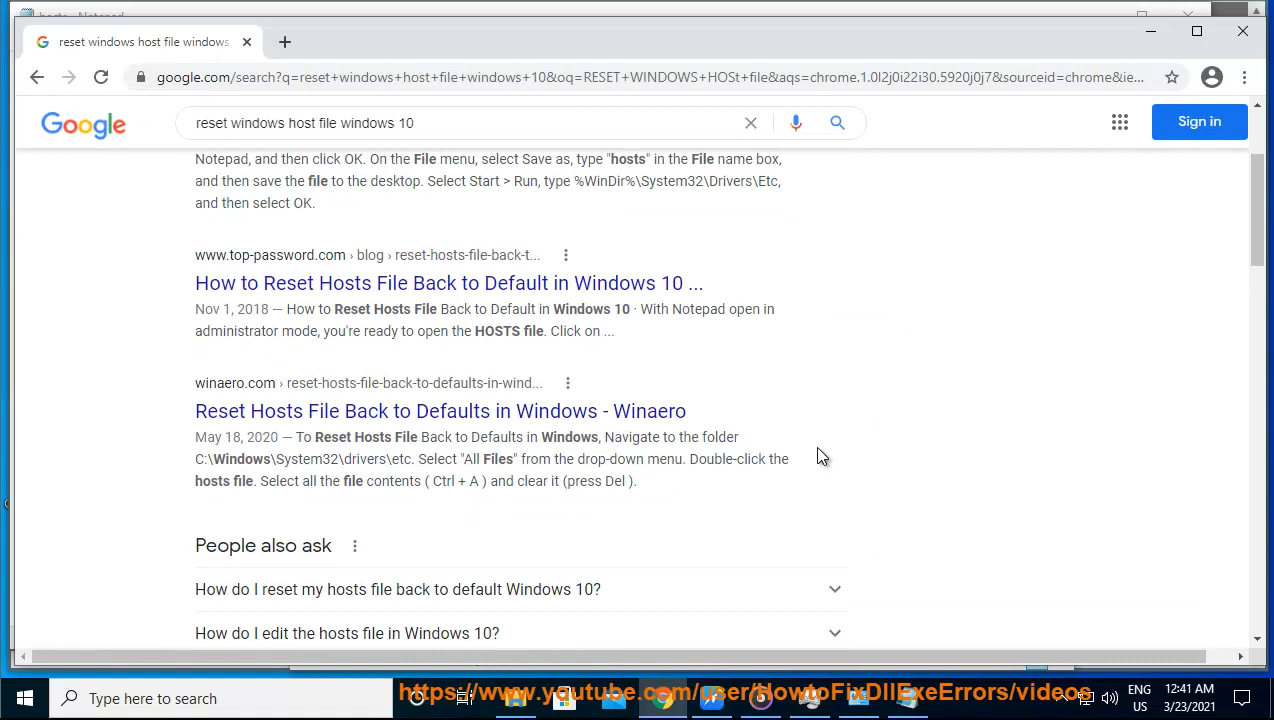 hosts - Notepad
reset windows host file windows
google.com/search?q=reset+windows+host+file+windows+10&oq=RESET+WINDOWS+HOSt+file&aqs=chrome.1.0l2j0i22i30.5920j0j7&sourceid=chrome&ie...
Google
reset windows host file windows 10
Sign in
Notepad, and then click OK. On the File menu, select Save as, type "hosts" in the File name box,
and then save the file to the desktop. Select Start > Run, type %WinDir%\System32\Drivers\Etc,
and then select OK.
www.top-password.com › blog › reset-hosts-file-back-t...
How to Reset Hosts File Back to Default in Windows 10 ...
Nov 1, 2018 — How to Reset Hosts File Back to Default in Windows 10 · With Notepad open in
administrator mode, you're ready to open the HOSTS file. Click on ...
winaero.com › reset-hosts-file-back-to-defaults-in-wind...
Reset Hosts File Back to Defaults in Windows - Winaero
May 18, 2020 — To Reset Hosts File Back to Defaults in Windows, Navigate to the folder
C:\Windows\System32\drivers\etc. Select "All Files" from the drop-down menu. Double-click the
hosts file. Select all the file contents ( Ctrl + A ) and clear it (press Del ).
People also ask
How do I reset my hosts file back to default Windows 10?
How do I edit the hosts file in Windows 10?
Type here to search
https://www.youtube.com/user/HowtoFixDllExeErrors/videos
ENG
US
12:41 AM
3/23/2021